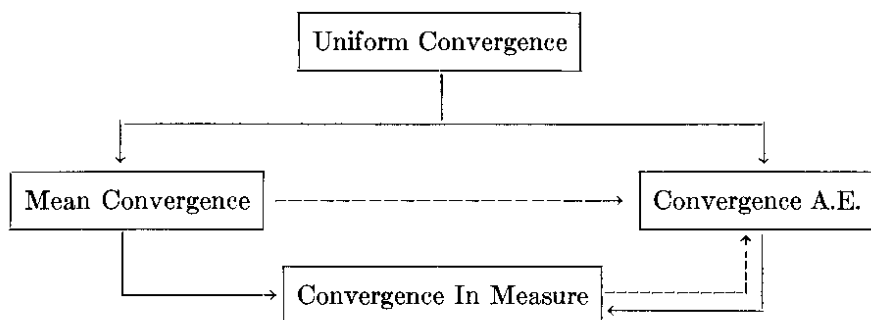 Uniform Convergence
Mean Convergence
Convergence A.E.
Convergence In Measure